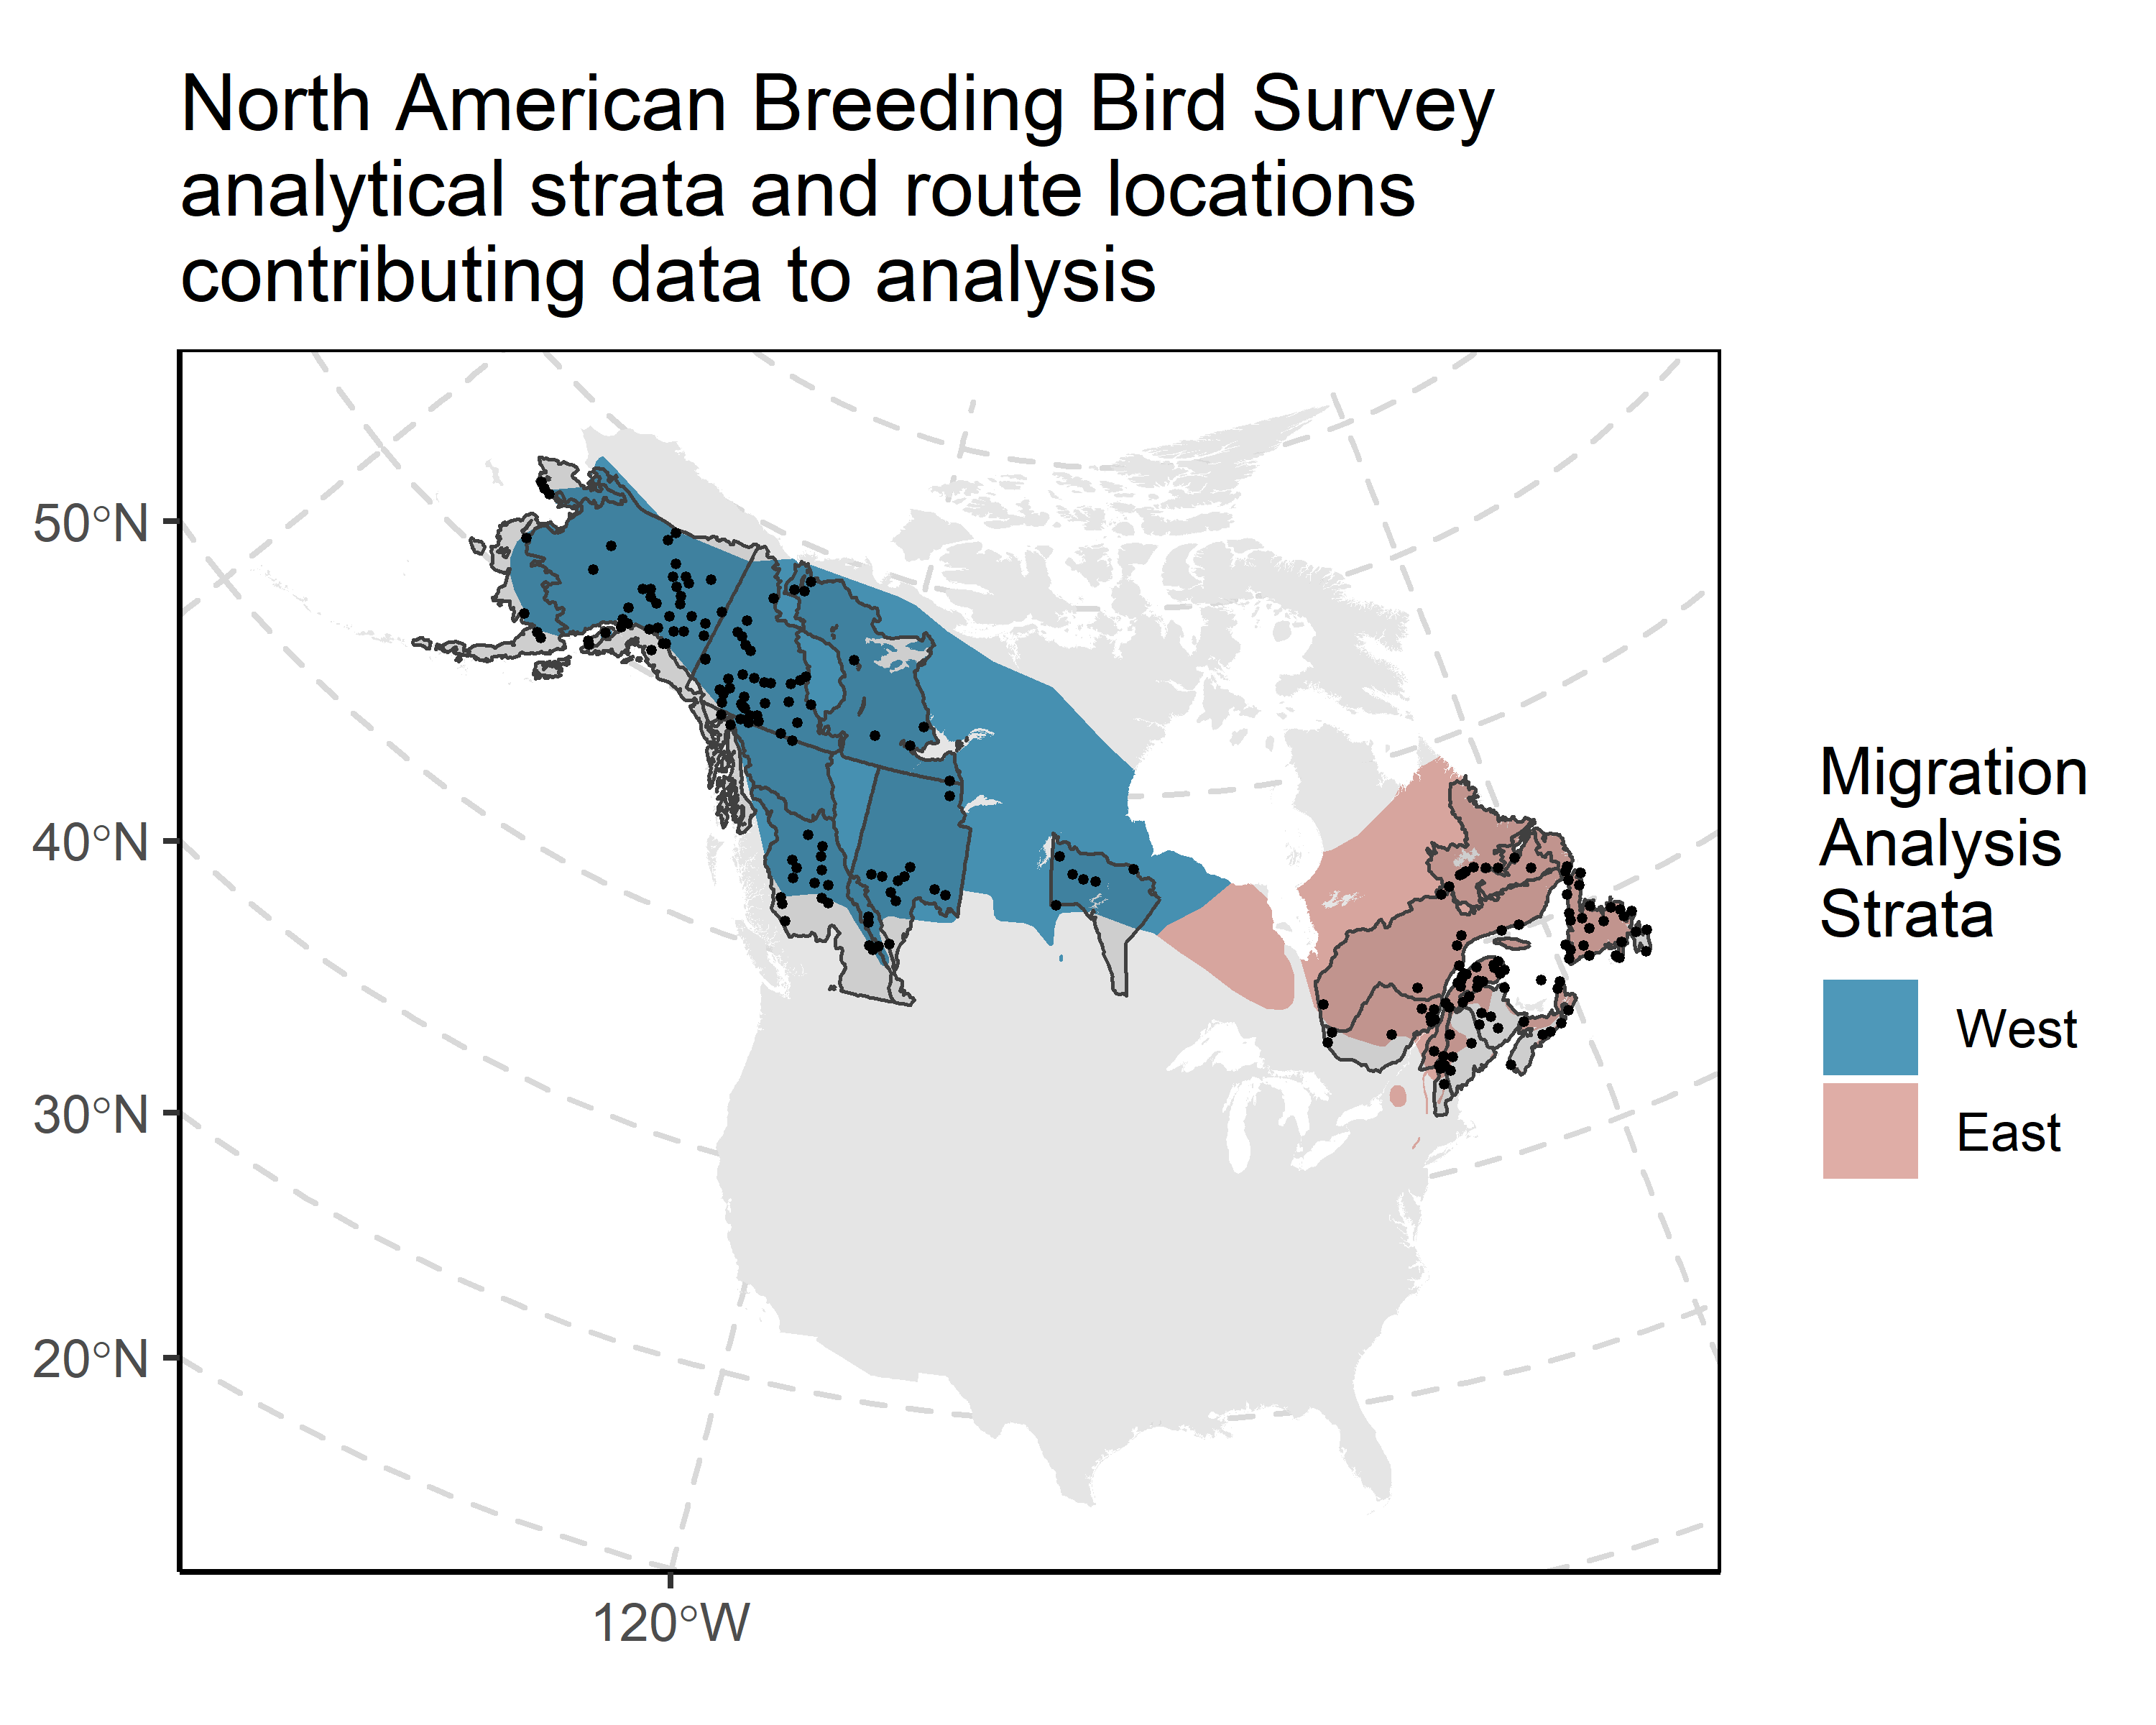 North American Breeding Bird Survey
analytical strata and route locations
contributing data to analysis
50°N
40°N
30°N
20°N
120°W
Migration
Analysis
Strata
West
East